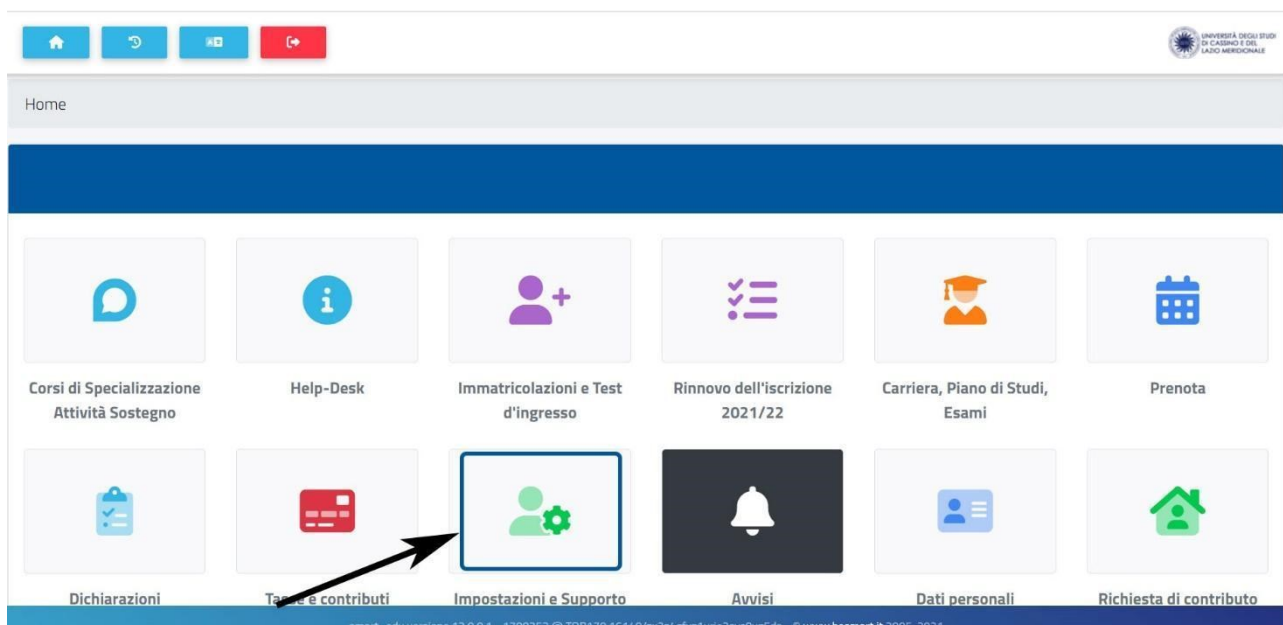 UNIVERSITÀ DEGLI STUDI
DI CASSINO E DEL
LAZIO MERIDIONALE
Home
Corsi di Specializzazione
Attività Sostegno
Help-Desk
Immatricolazioni e Test
d'ingresso
Rinnovo dell'iscrizione
2021/22
Carriera, Piano di Studi,
Esami
Prenota
Dichiarazioni
Tasse e contributi
Impostazioni e Supporto
Avvisi
Dati personali
Richiesta di contributo